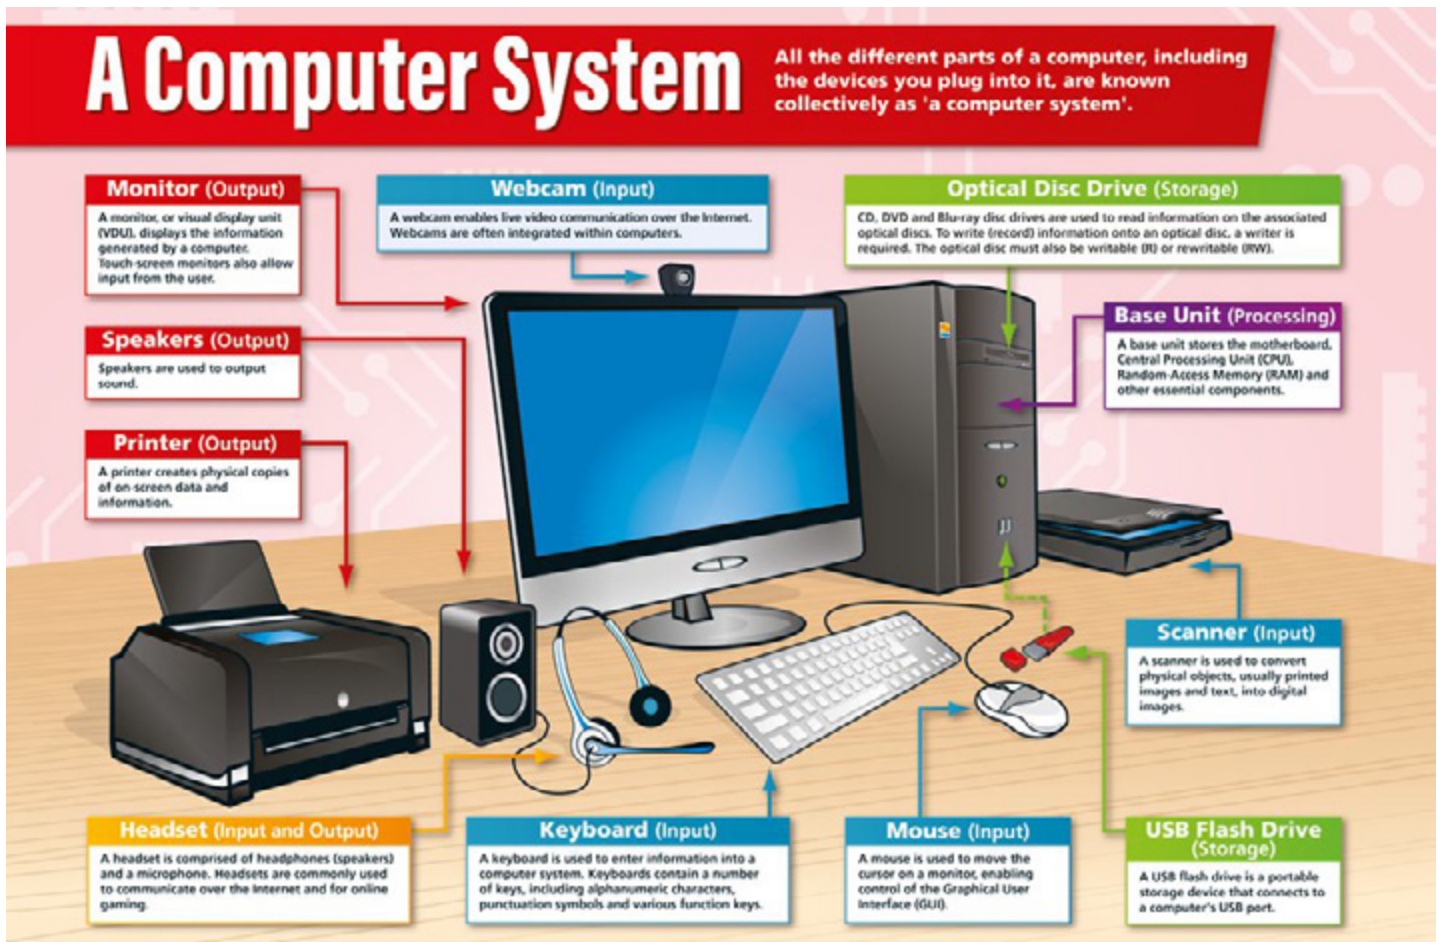 A Computer System
All the different parts of a computer, including
the devices you plug into it, are known
collectively as 'a computer system'.
Monitor (Output)
A monitor, or visual display unit
(VDU), displays the information
generated by a computer.
Touch-screen monitors also allow
input from the user.
Webcam (Input)
A webcam enables live video communication over the Internet.
Webcams are often integrated within computers.
Optical Disc Drive (Storage)
CD, DVD and Blu-ray disc drives are used to read information on the associated
optical discs. To write (record) information onto an optical disc, a writer is
required. The optical disc must also be writable (R) or rewritable (RW).
Speakers (Output)
Speakers are used to output
sound.
Base Unit (Processing)
A base unit stores the motherboard,
Central Processing Unit (CPU),
Random-Access Memory (RAM) and
other essential components.
Printer (Output)
A printer creates physical copies
of on-screen data and
information.
Scanner (Input)
A scanner is used to convert
physical objects, usually printed
images and text, into digital
images.
Headset (Input and Output)
A headset is comprised of headphones (speakers)
and a microphone. Headsets are commonly used
to communicate over the Internet and for online
gaming.
Keyboard (Input)
A keyboard is used to enter information into a
computer system. Keyboards contain a number
of keys, including alphanumeric characters,
punctuation symbols and various function keys.
Mouse (Input)
A mouse is used to move the
cursor on a monitor, enabling
control of the Graphical User
Interface (GUI).
USB Flash Drive
(Storage)
A USB flash drive is a portable
storage device that connects to
a computer's USB port.